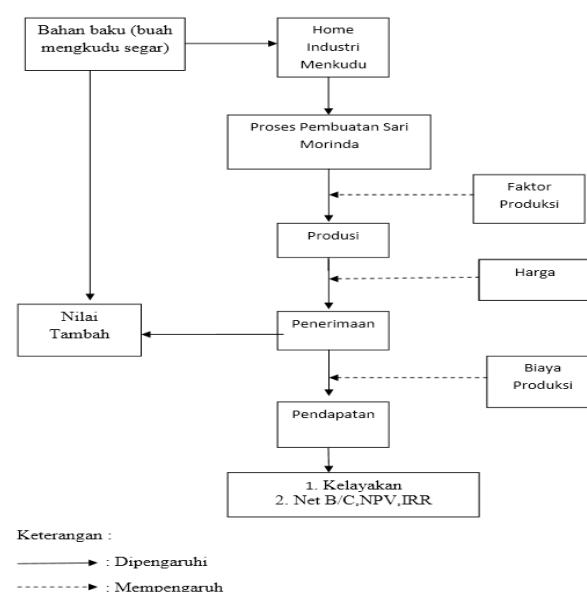 Bahan baku (buah
mengkudu segar)
Home
Industri
Menkudu
Proses Pembuatan Sari
Morinda
Faktor
Produksi
Produsi
Harga
Nilai
Tambah
Penerimaan
Biaya
Produksi
Pendapatan
1. Kelayakan
2. Net B/C,NPV,IRR
Keterangan :
: Dipengaruhi
: Mempengaruh